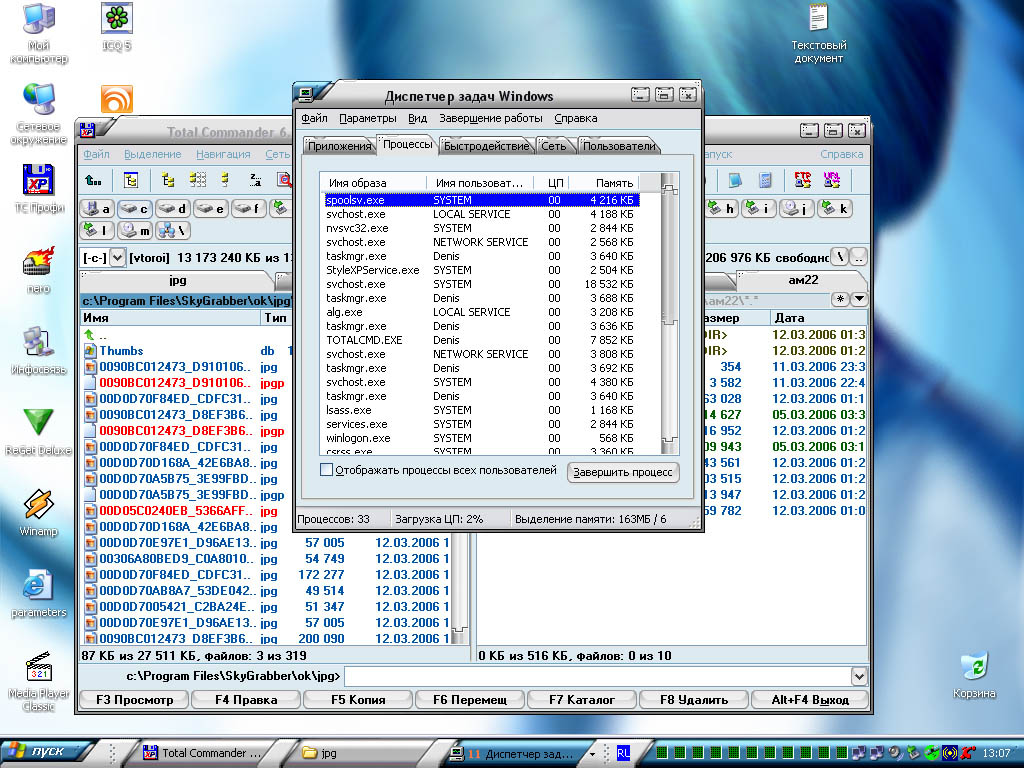 Мой
компьютер
ICQ 5
Текстовый
документ
Сетевое
окружение
ТС Профи
nero
Инфосвязь
ReGet Deluxe
Winamp
parameters
Media Player
Classic
Корзина
Total Commander 6.
Файл Выделение Навигация Сеть
Справка
a c d e f
h i j k
l m \
[-c-] [vtoroi] 13 173 240 КБ из 1
206 976 КБ свободно \ ..
jpg
ам22
c:\Program Files\SkyGrabber\ok\jpg\
ам22\*.* *
Имя Тип
азмер Дата
..
Thumbs db 1
0090BC012473_D910106.. jpg
0090BC012473_D910106.. jpgp
00D0D70F84ED_CDFC31.. jpg
0090BC012473_D8EF3B6.. jpg
0090BC012473_D8EF3B6.. jpgp
00D0D70F84ED_CDFC31.. jpg
00D0D70D168A_42E6BA8.. jpg
00D0D70A5B75_3E99FBD.. jpg
00D0D70A5B75_3E99FBD.. jpgp
00D05C0240EB_5366AFF.. jpg
00D0D70D168A_42E6BA8.. jpg
00D0D70E97E1_D96AE13.. jpg 57 005 12.03.2006 1
00306A80BED9_C0A8010.. jpg 54 749 12.03.2006 1
00D0D70F84ED_CDFC31.. jpg 172 277 12.03.2006 1
00D0D70AB8A7_53DE042.. jpg 49 514 12.03.2006 1
00D0D7005421_C2BA24E.. jpg 51 347 12.03.2006 1
00D0D70E97E1_D96AE13.. jpg 57 005 12.03.2006 1
0090BC012473_D8EF3B6.. jpg 200 090 12.03.2006 1
DIR> 12.03.2006 01:3
DIR> 12.03.2006 01:2
354 11.03.2006 23:3
3 582 11.03.2006 22:4
63 028 12.03.2006 01:2
14 627 05.03.2006 03:3
16 952 12.03.2006 01:2
09 943 05.03.2006 03:1
43 561 12.03.2006 01:2
03 515 12.03.2006 01:2
13 947 12.03.2006 01:2
59 782 12.03.2006 01:0
87 КБ из 27 511 КБ, файлов: 3 из 319
0 КБ из 516 КБ, файлов: 0 из 10
c:\Program Files\SkyGrabber\ok\jpg>
F3 Просмотр F4 Правка F5 Копия F6 Перемещ F7 Каталог F8 Удалить Alt+F4 Выход
Диспетчер задач Windows
Файл Параметры Вид Завершение работы Справка
Приложения Процессы Быстродействие Сеть Пользователи
Имя образа Имя пользоват... ЦП Память
spoolsv.exe SYSTEM 00 4 216 КБ
svchost.exe LOCAL SERVICE 00 4 188 КБ
nvsvc32.exe SYSTEM 00 2 844 КБ
svchost.exe NETWORK SERVICE 00 2 568 КБ
taskmgr.exe Denis 00 3 640 КБ
StyleXPService.exe SYSTEM 00 2 504 КБ
svchost.exe SYSTEM 00 18 532 КБ
taskmgr.exe Denis 00 3 688 КБ
alg.exe LOCAL SERVICE 00 3 208 КБ
taskmgr.exe Denis 00 3 636 КБ
TOTALCMD.EXE Denis 00 7 852 КБ
svchost.exe NETWORK SERVICE 00 3 808 КБ
taskmgr.exe Denis 00 3 692 КБ
svchost.exe SYSTEM 00 4 380 КБ
taskmgr.exe Denis 00 3 640 КБ
lsass.exe SYSTEM 00 1 168 КБ
services.exe SYSTEM 00 2 844 КБ
winlogon.exe SYSTEM 00 568 КБ
csrss.exe SYSTEM 00 3 360 КБ
Отображать процессы всех пользователей
Завершить процесс
Процессов: 33 Загрузка ЦП: 2% Выделение памяти: 163МБ / 6
пуск
Total Commander ...
jpg
11 Диспетчер зад...
RL
13:07